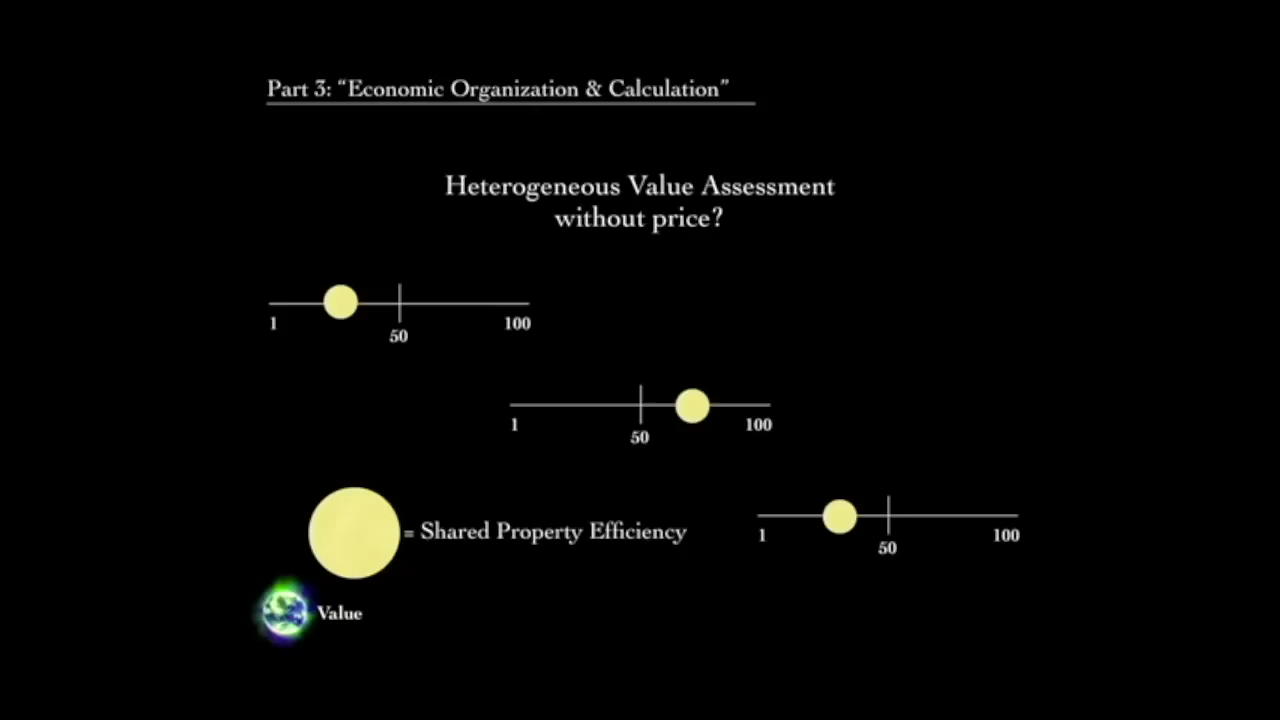 Part 3: “Economic Organization & Calculation”
Heterogeneous Value Assessment
without price?
1
50
100
1
50
100
= Shared Property Efficiency
1
50
100
Value